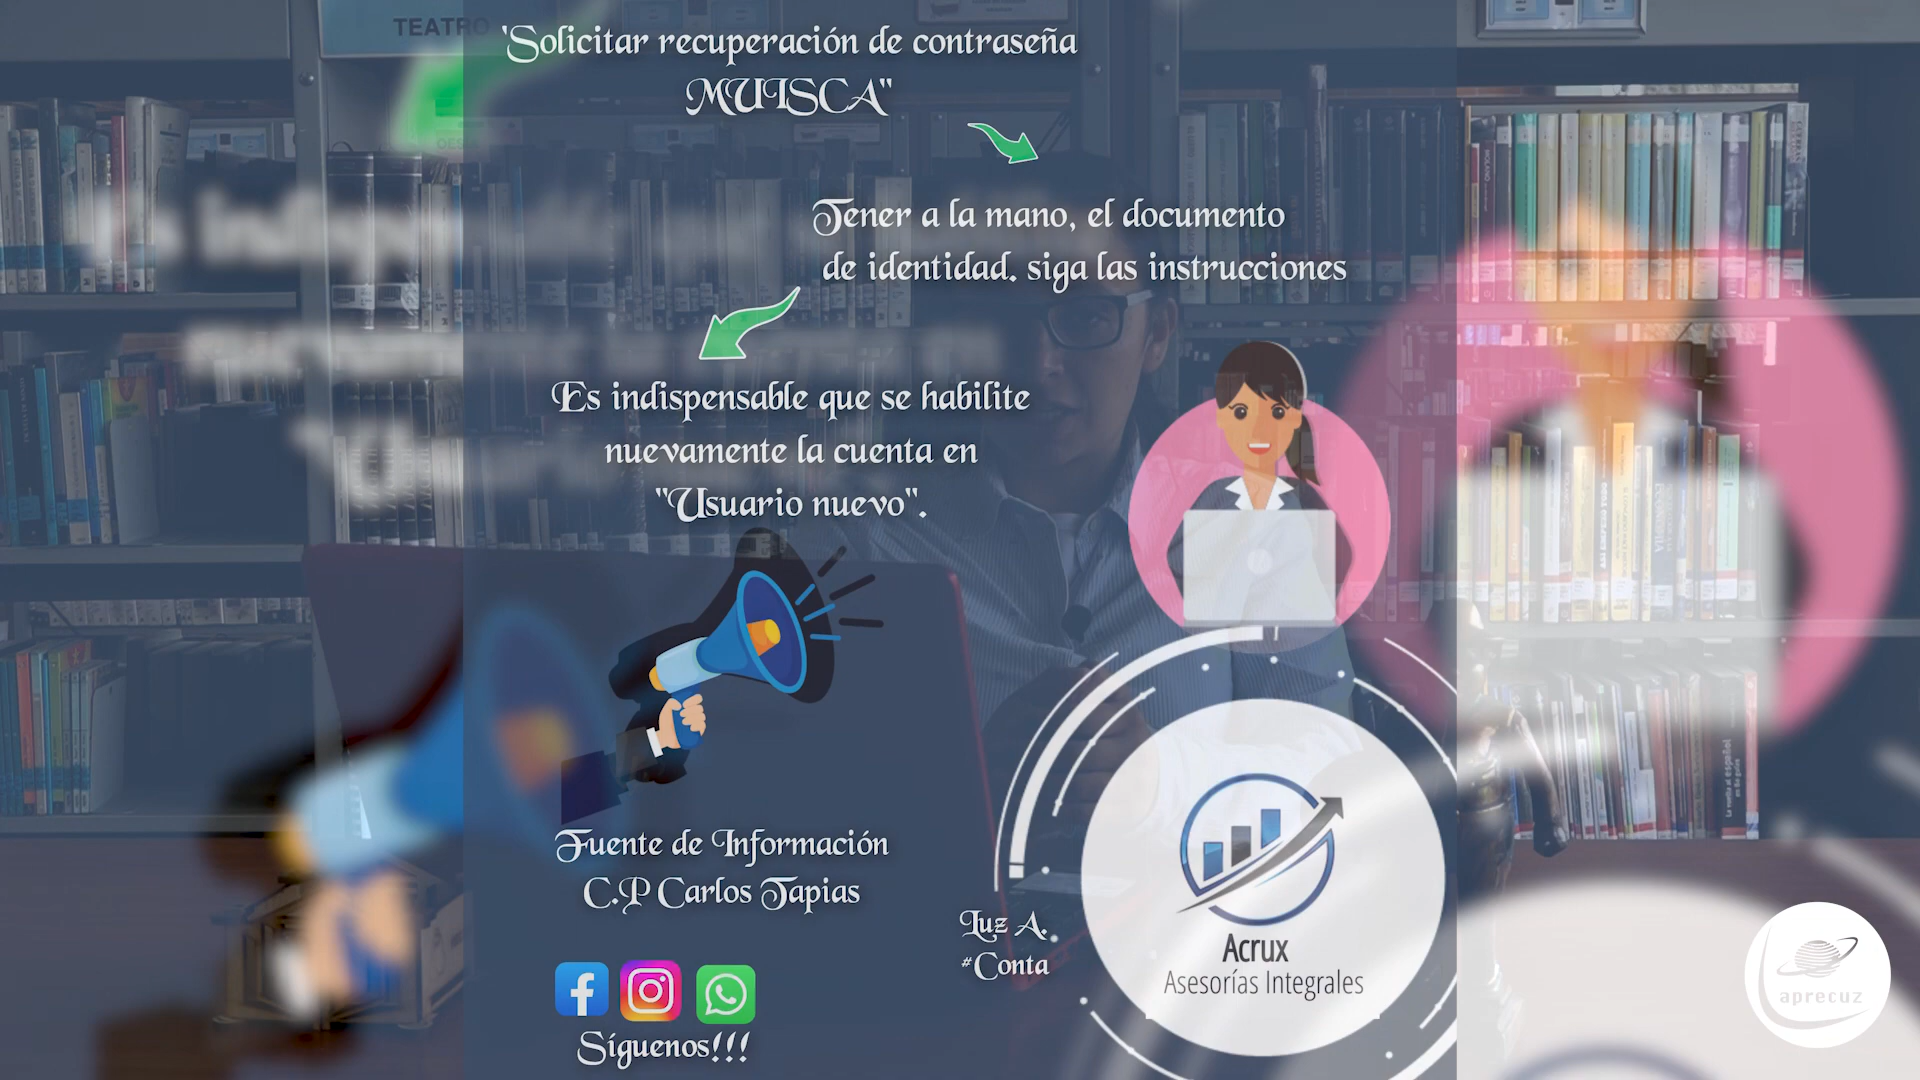 TEATRO
"Solicitar recuperación de contraseña
MUISCA"
Tener a la mano, el documento
de identidad. siga las instrucciones
Es indispensable que se habilite
nuevamente la cuenta en
"Usuario nuevo".
Fuente de Información
C.P Carlos Tapias
Luz A.
#Conta
Síguenos!!!
Acrux
Asesorías Integrales
aprecuz